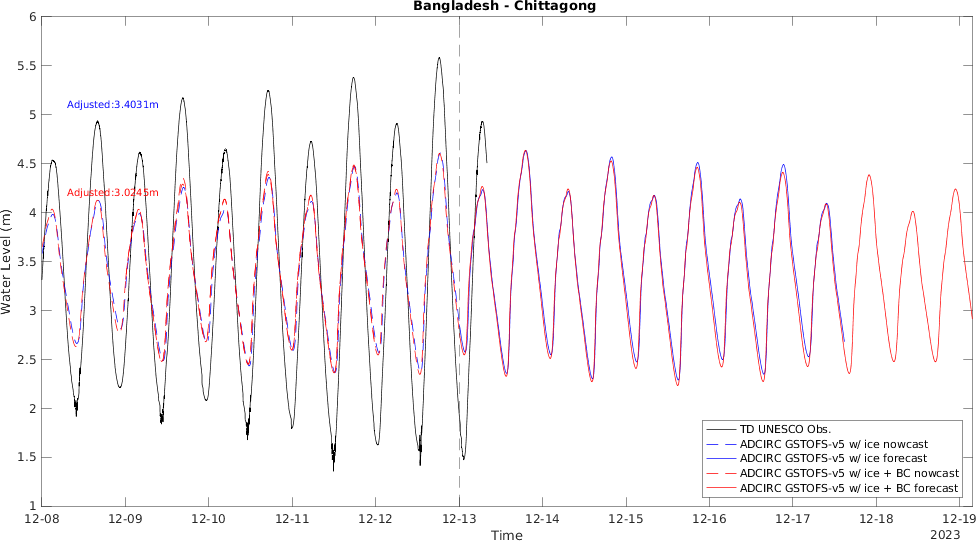 Bangladesh - Chittagong
6
5.5
5
4.5
4
3.5
3
2.5
2
1.5
1
Water Level (m)
Adjusted:3.4031m
Adjusted:3.0245m
TD UNESCO Obs.
ADCIRC GSTOFS-v5 w/ ice nowcast
ADCIRC GSTOFS-v5 w/ ice forecast
ADCIRC GSTOFS-v5 w/ ice + BC nowcast
ADCIRC GSTOFS-v5 w/ ice + BC forecast
12-08 12-09 12-10 12-11 12-12 12-13 12-14 12-15 12-16 12-17 12-18 12-19
Time
2023